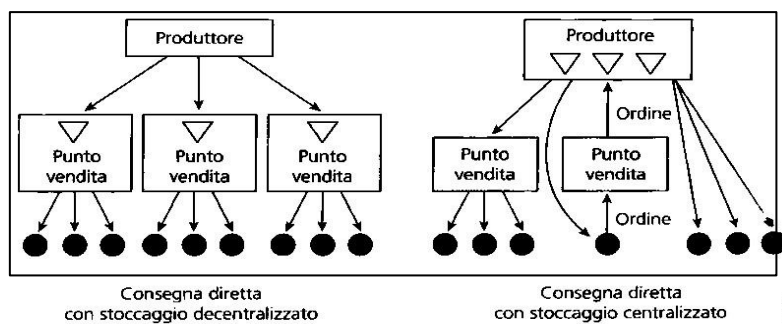 Produttore
Punto
vendita
Punto
vendita
Punto
vendita
Consegna diretta
con stoccaggio decentralizzato
Produttore
Ordine
Punto
vendita
Punto
vendita
Ordine
Consegna diretta
con stoccaggio centralizzato